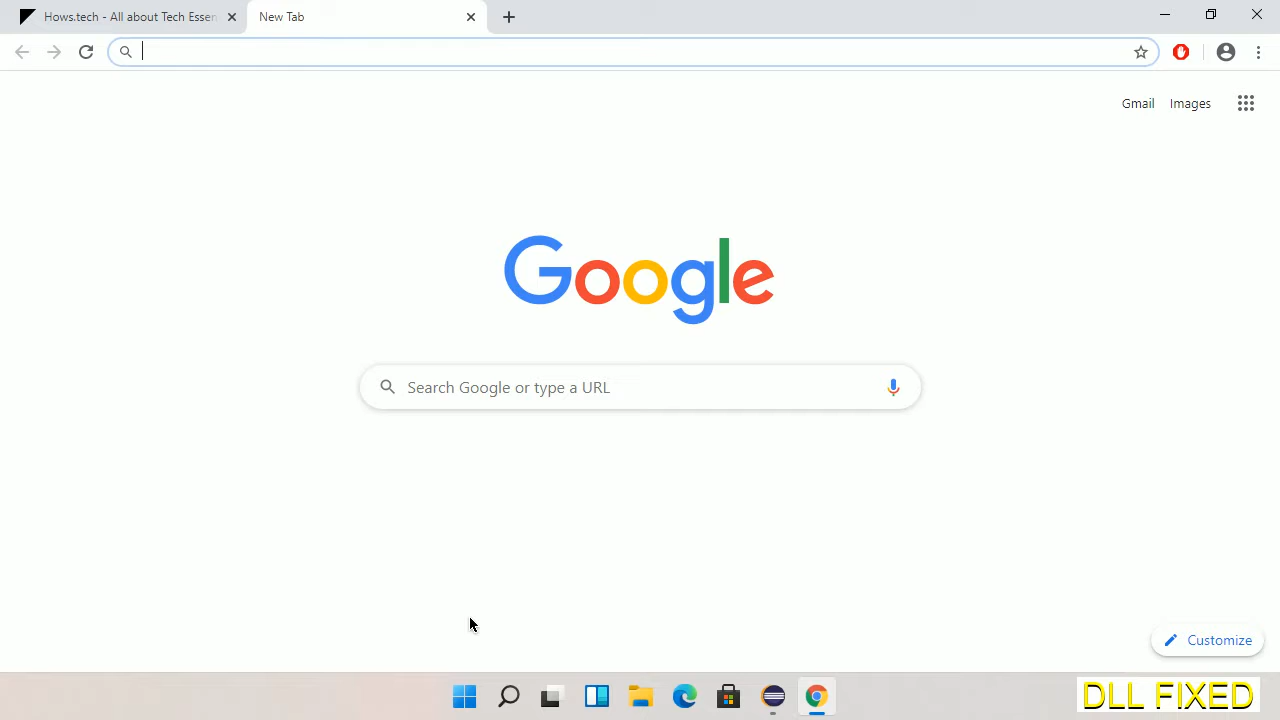 Hows.tech - All about Tech Essen
New Tab
Gmail
Images
Google
Search Google or type a URL
Customize
DLL FIXED